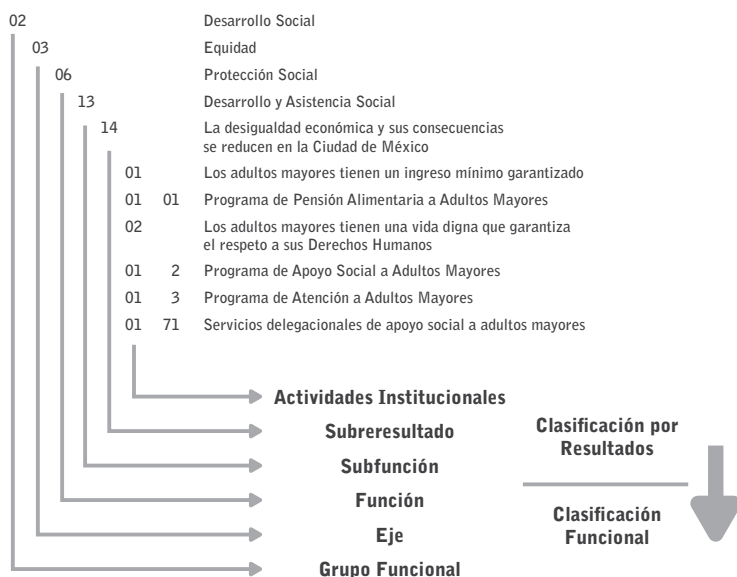 02 Desarrollo Social
03 Equidad
06 Protección Social
13 Desarrollo y Asistencia Social
14 La desigualdad económica y sus consecuencias
se reducen en la Ciudad de México
01 Los adultos mayores tienen un ingreso mínimo garantizado
01 01 Programa de Pensión Alimentaria a Adultos Mayores
02 Los adultos mayores tienen una vida digna que garantiza
el respeto a sus Derechos Humanos
01 2 Programa de Apoyo Social a Adultos Mayores
01 3 Programa de Atención a Adultos Mayores
01 71 Servicios delegacionales de apoyo social a adultos mayores
Actividades Institucionales
Subreresultado
Subfunción
Función
Eje
Grupo Funcional
Clasificación por
Resultados
Clasificación
Funcional